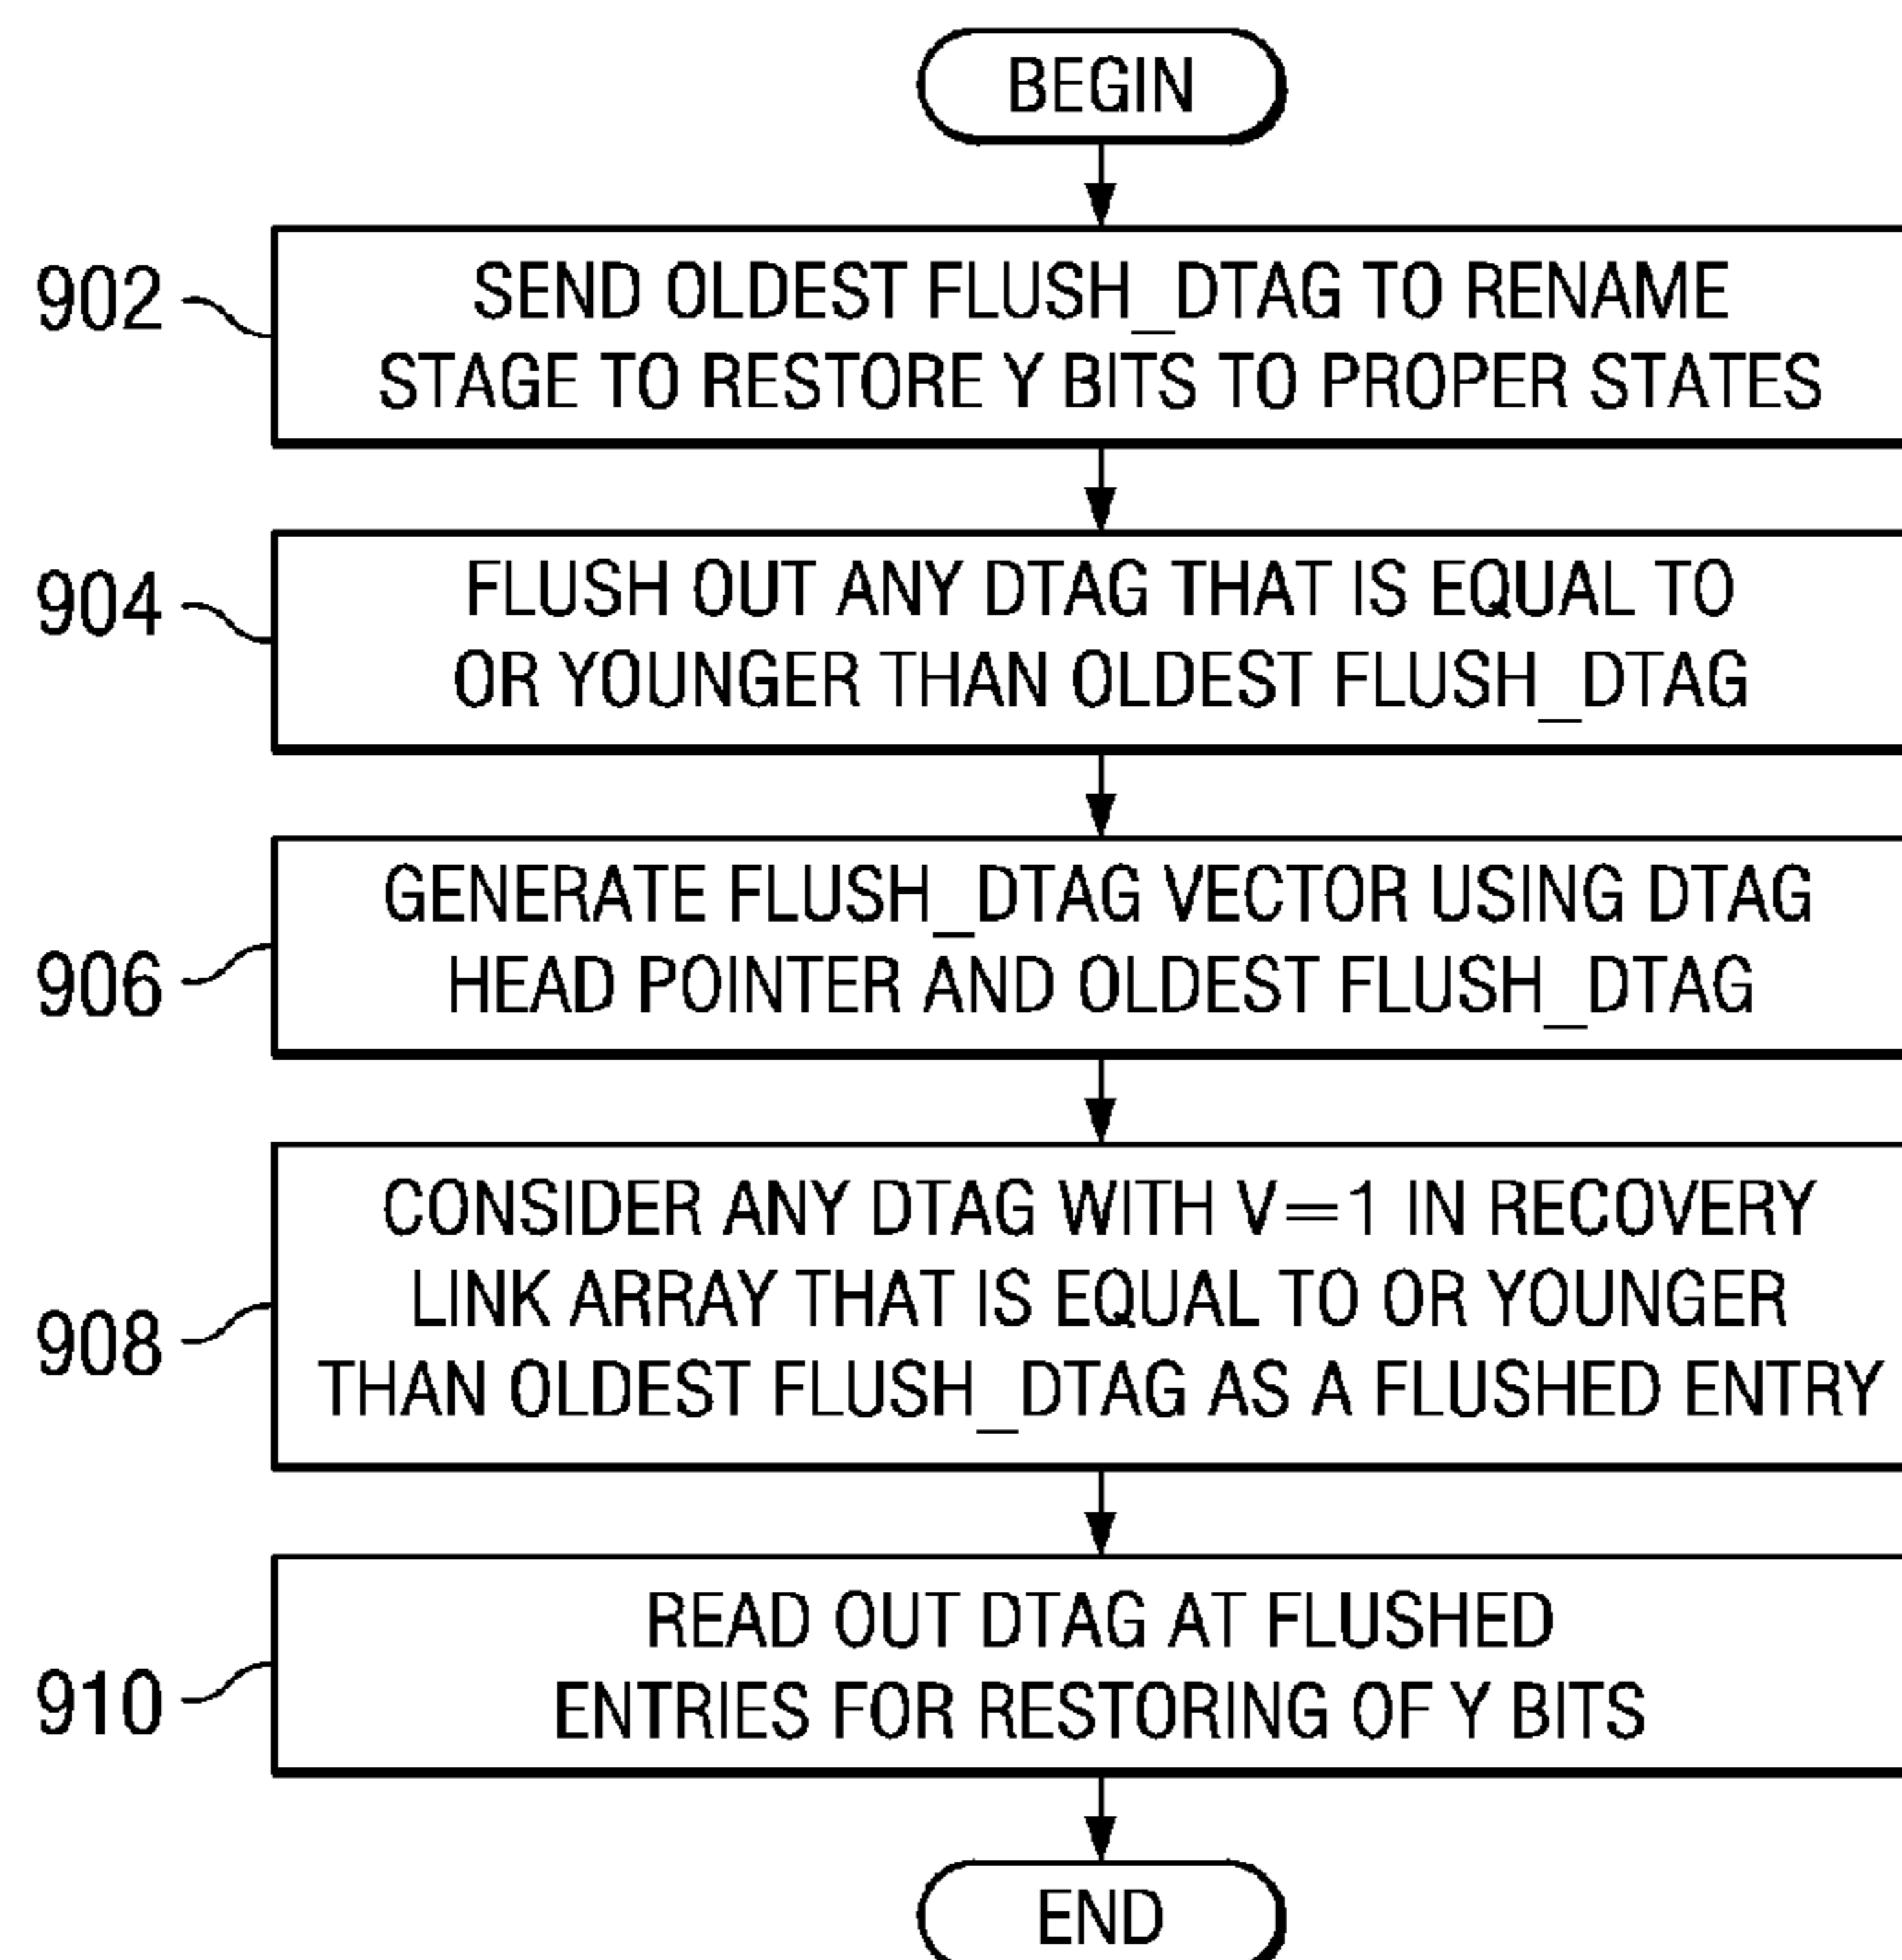 BEGIN
902
SEND OLDEST FLUSH_DTAG TO RENAME
STAGE TO RESTORE Y BITS TO PROPER STATES
904
FLUSH OUT ANY DTAG THAT IS EQUAL TO
OR YOUNGER THAN OLDEST FLUSH_DTAG
906
GENERATE FLUSH_DTAG VECTOR USING DTAG
HEAD POINTER AND OLDEST FLUSH_DTAG
908
CONSIDER ANY DTAG WITH V=1 IN RECOVERY
LINK ARRAY THAT IS EQUAL TO OR YOUNGER
THAN OLDEST FLUSH_DTAG AS A FLUSHED ENTRY
910
READ OUT DTAG AT FLUSHED
ENTRIES FOR RESTORING OF Y BITS
END